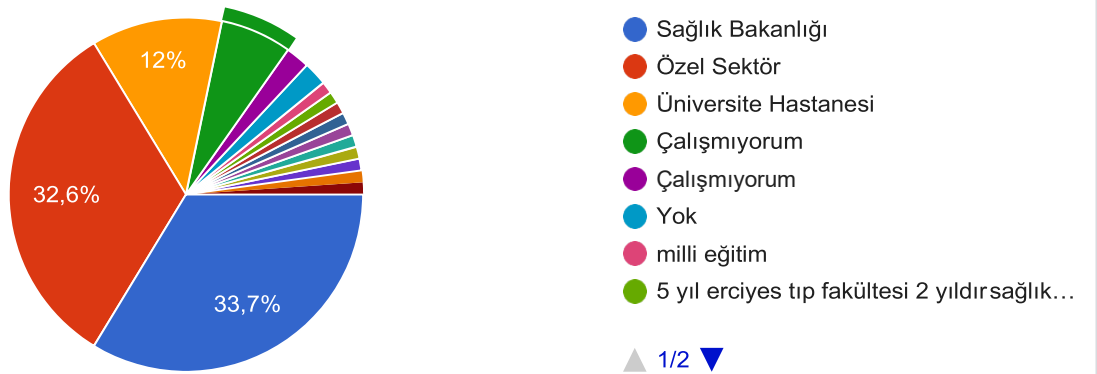 12%
32,6%
33,7%
Sağlık Bakanlığı
Özel Sektör
Üniversite Hastanesi
Çalışmıyorum
Çalışmıyorum
Yok
milli eğitim
5 yıl erciyes tıp fakültesi 2 yıldır sağlık…
1/2